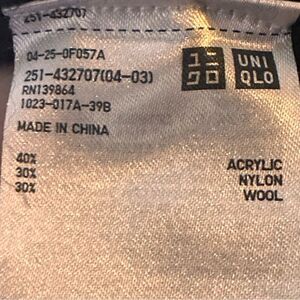 251-432707
04-25-0F057A
251-432707(04-03)
RN139864
1023-017A-39B
ユニ
クロ
UNI
QLO
MADE IN CHINA
40% ACRYLIC
30% NYLON
30% WOOL